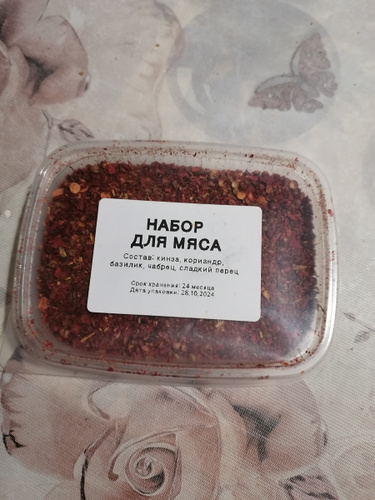 НАБОР
ДЛЯ МЯСА
Состав: кинза, кориандр,
базилик, чабрец, сладкий перец
Срок хранения: 24 месяца
Дата упаковки: 28.10.2024